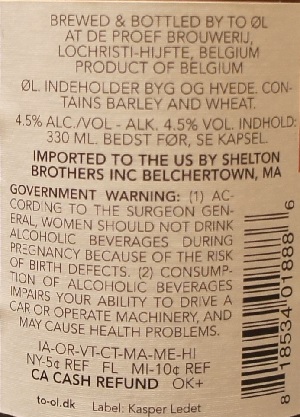 BREWED & BOTTLED BY TO ØL
AT DE PROEF BROUWERIJ,
LOCHRISTI-HIJFTE, BELGIUM
PRODUCT OF BELGIUM
ØL. INDEHOLDER BYG OG HVEDE. CON-
TAINS BARLEY AND WHEAT.
4.5% ALC./VOL - ALK. 4.5% VOL. INDHOLD:
330 ML. BEDST FØR, SE KAPSEL.
IMPORTED TO THE US BY SHELTON
BROTHERS INC BELCHERTOWN, MA
GOVERNMENT WARNING: (1) AC-
CORDING TO THE SURGEON GEN-
ERAL, WOMEN SHOULD NOT DRINK
ALCOHOLIC BEVERAGES DURING
PREGNANCY BECAUSE OF THE RISK
OF BIRTH DEFECTS. (2) CONSUMP-
TION OF ALCOHOLIC BEVERAGES
IMPAIRS YOUR ABILITY TO DRIVE A
CAR OR OPERATE MACHINERY, AND
MAY CAUSE HEALTH PROBLEMS.
IA-OR-VT-CT-MA-ME-HI
NY-5¢ REF FL MI-10¢ REF
CA CASH REFUND OK+
to-ol.dk Label: Kasper Ledet
8 18534 01888 6